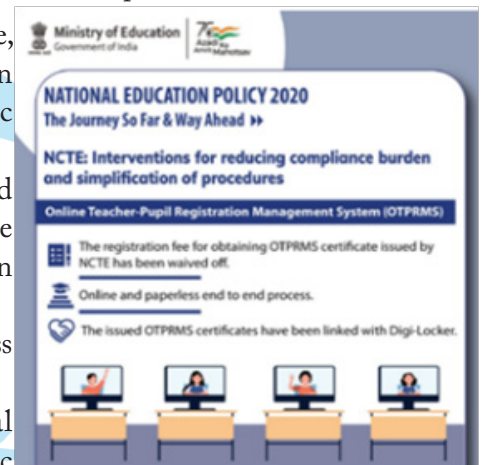 e,
n
c
d
e
n
ss
al
c
Ministry of Education
Government of India
Azadi Ka
Amrit Mahotsav
NATIONAL EDUCATION POLICY 2020
The Journey So Far & Way Ahead ▸▸
NCTE: Interventions for reducing compliance burden
and simplification of procedures
Online Teacher-Pupil Registration Management System (OTPRMS)
The registration fee for obtaining OTPRMS certificate issued by
NCTE has been waived off.
Online and paperless end to end process.
The issued OTPRMS certificates have been linked with Digi-Locker.